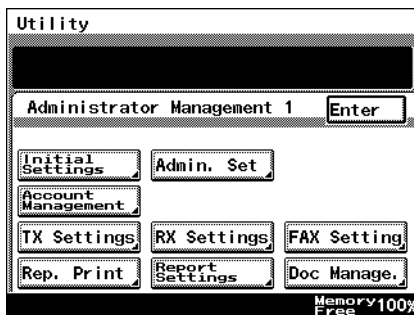 Utility
Administrator Management 1 Enter
Initial
Settings
Admin. Set
Account
Management
TX Settings RX Settings FAX Setting
Rep. Print
Report
Settings
Doc Manage.
Memory
Free 100%